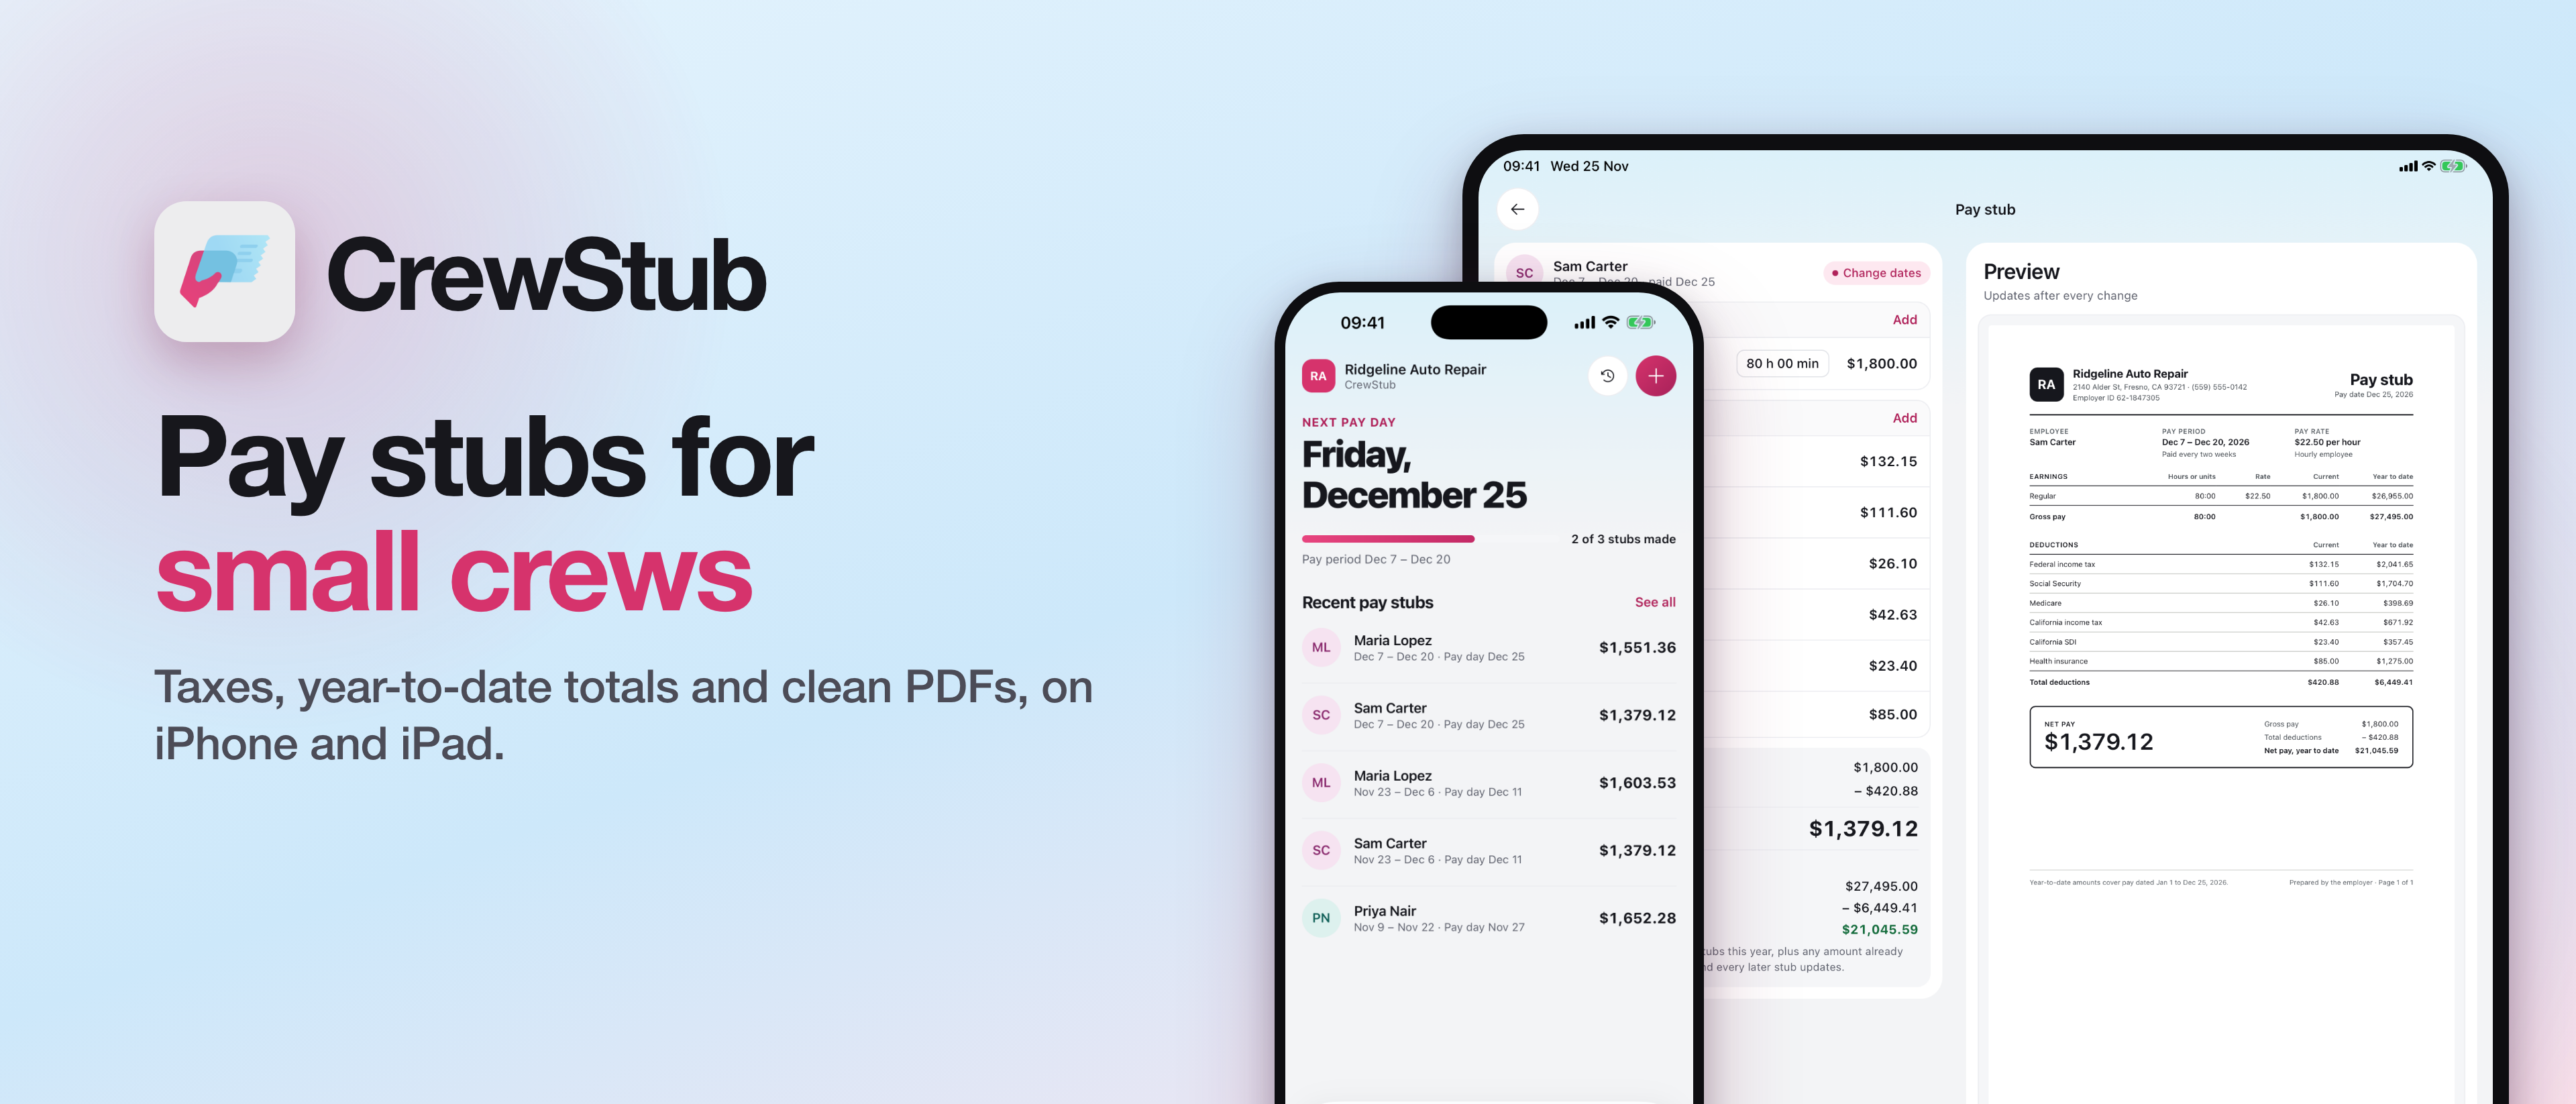 CrewStub
Pay stubs for
small crews
Taxes, year-to-date totals and clean PDFs, on
iPhone and iPad.
09:41
RA
Ridgeline Auto Repair
CrewStub
NEXT PAY DAY
Friday,
December 25
2 of 3 stubs made
Pay period Dec 7 – Dec 20
Recent pay stubs See all
ML
Maria Lopez
Dec 7 – Dec 20 · Pay day Dec 25
$1,551.36
SC
Sam Carter
Dec 7 – Dec 20 · Pay day Dec 25
$1,379.12
ML
Maria Lopez
Nov 23 – Dec 6 · Pay day Dec 11
$1,603.53
SC
Sam Carter
Nov 23 – Dec 6 · Pay day Dec 11
$1,379.12
PN
Priya Nair
Nov 9 – Nov 22 · Pay day Nov 27
$1,652.28
09:41 Wed 25 Nov
Pay stub
SC
Sam Carter
Dec 7 – Dec 20 · paid Dec 25
Change dates
Add
80 h 00 min $1,800.00
Add
$132.15
$111.60
$26.10
$42.63
$23.40
$85.00
$1,800.00
– $420.88
$1,379.12
$27,495.00
– $6,449.41
$21,045.59
this year, plus any amount already
every later stub updates.
Preview
Updates after every change
RA
Ridgeline Auto Repair
2140 Alder St, Fresno, CA 93721 · (559) 555-0142
Employer ID 62-1847305
Pay stub
Pay date Dec 25, 2026
EMPLOYEE PAY PERIOD PAY RATE
Sam Carter Dec 7 – Dec 20, 2026 $22.50 per hour
Paid every two weeks Hourly employee
EARNINGS Hours or units Rate Current Year to date
Regular 80:00 $22.50 $1,800.00 $26,955.00
Gross pay 80:00 $1,800.00 $27,495.00
DEDUCTIONS Current Year to date
Federal income tax $132.15 $2,041.65
Social Security $111.60 $1,704.70
Medicare $26.10 $398.69
California income tax $42.63 $671.92
California SDI $23.40 $357.45
Health insurance $85.00 $1,275.00
Total deductions $420.88 $6,449.41
NET PAY
$1,379.12
Gross pay $1,800.00
Total deductions – $420.88
Net pay, year to date $21,045.59
Year-to-date amounts cover pay dated Jan 1 to Dec 25, 2026. Prepared by the employer · Page 1 of 1